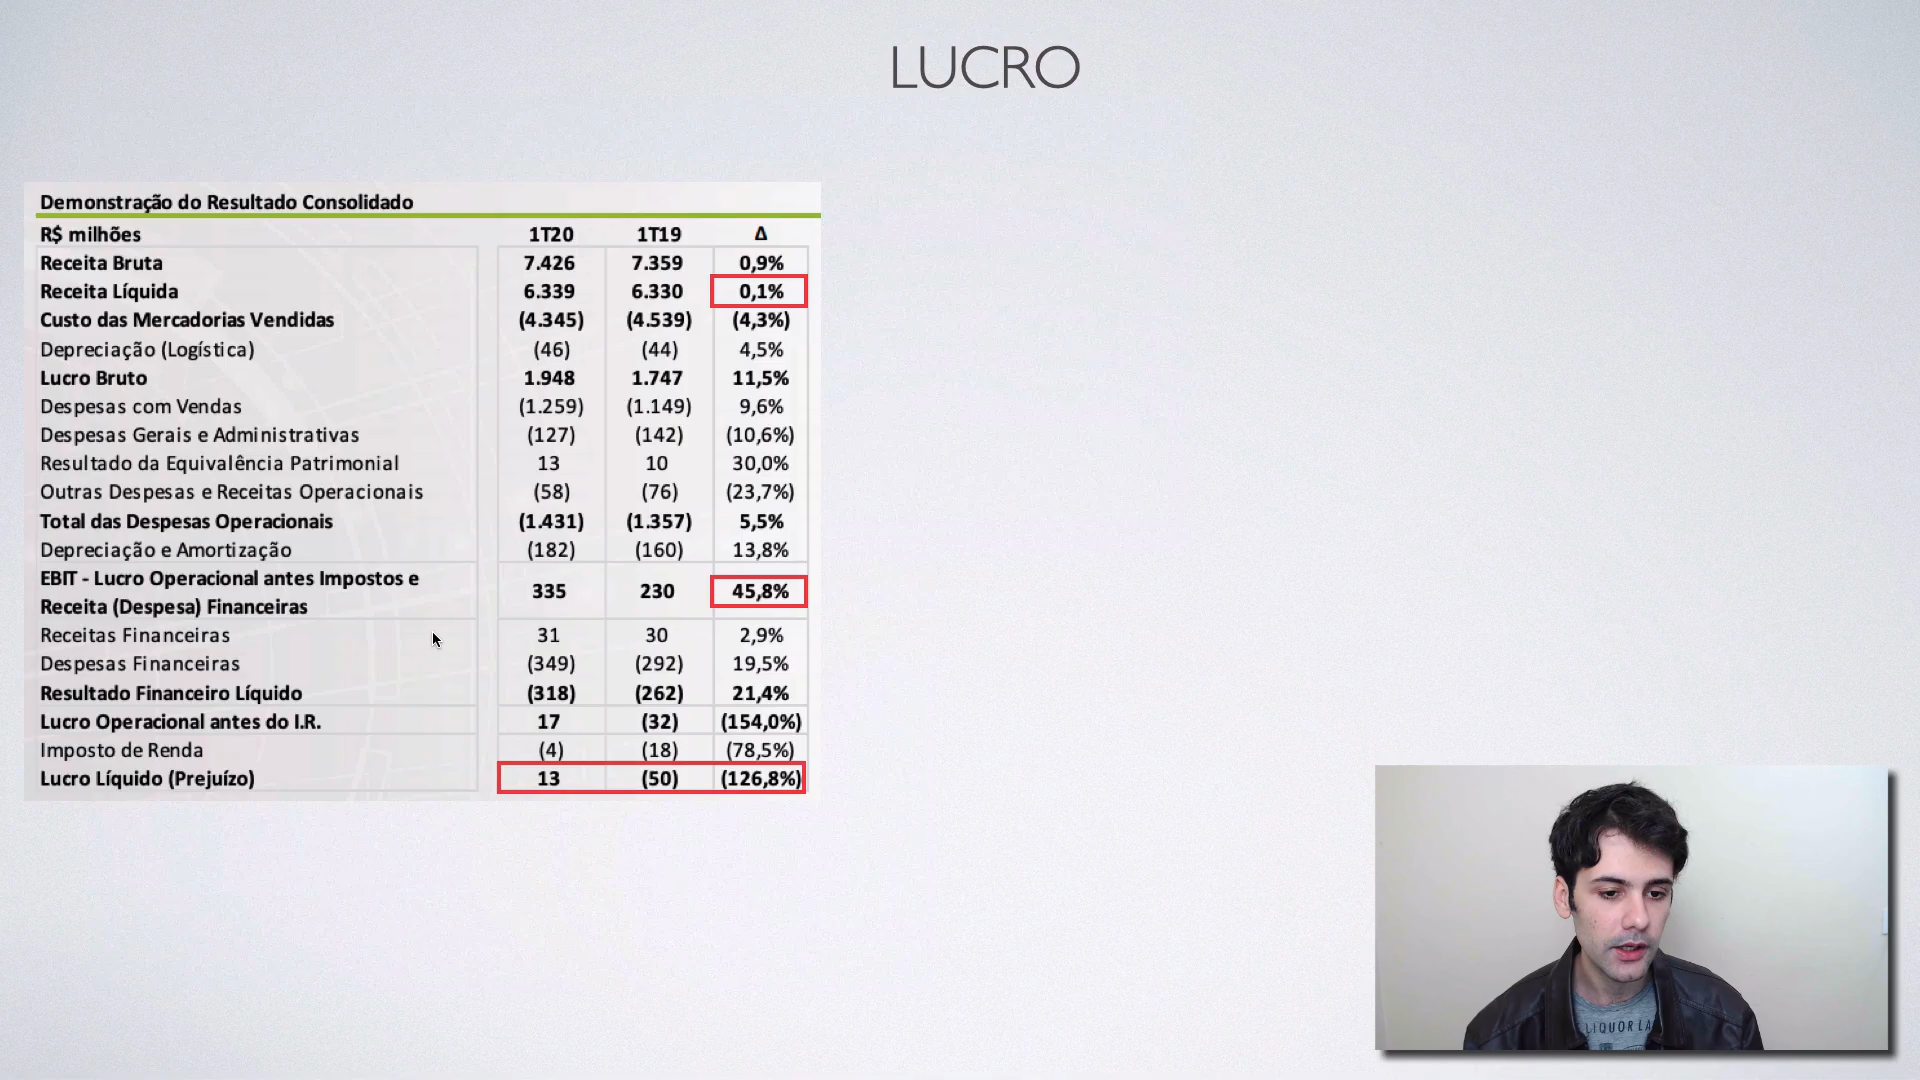 LUCRO
Demonstração do Resultado Consolidado
R$ milhões 1T20 1T19 Δ
Receita Bruta 7.426 7.359 0,9%
Receita Líquida 6.339 6.330 0,1%
Custo das Mercadorias Vendidas (4.345) (4.539) (4,3%)
Depreciação (Logística) (46) (44) 4,5%
Lucro Bruto 1.948 1.747 11,5%
Despesas com Vendas (1.259) (1.149) 9,6%
Despesas Gerais e Administrativas (127) (142) (10,6%)
Resultado da Equivalência Patrimonial 13 10 30,0%
Outras Despesas e Receitas Operacionais (58) (76) (23,7%)
Total das Despesas Operacionais (1.431) (1.357) 5,5%
Depreciação e Amortização (182) (160) 13,8%
EBIT - Lucro Operacional antes Impostos e
Receita (Despesa) Financeiras 335 230 45,8%
Receitas Financeiras 31 30 2,9%
Despesas Financeiras (349) (292) 19,5%
Resultado Financeiro Líquido (318) (262) 21,4%
Lucro Operacional antes do I.R. 17 (32) (154,0%)
Imposto de Renda (4) (18) (78,5%)
Lucro Líquido (Prejuízo) 13 (50) (126,8%)
LIQUOR LA